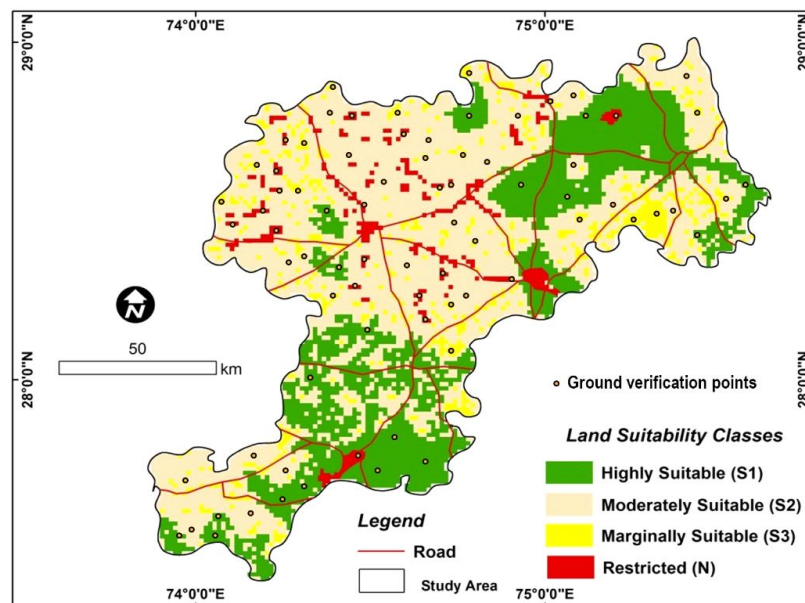 74°0'0"E
75°0'0"E
29°0'0"N
29°0'0"N
N
50
km
28°0'0"N
28°0'0"N
Ground verification points
Land Suitability Classes
Highly Suitable (S1)
Moderately Suitable (S2)
Marginally Suitable (S3)
Restricted (N)
Legend
Road
Study Area
74°0'0"E
75°0'0"E